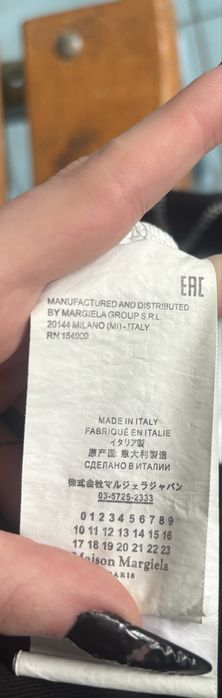 EAC
MANUFACTURED AND DISTRIBUTED
BY MARGIELA GROUP S.R.L.
20144 MILANO (MI) - ITALY
RN 154909
MADE IN ITALY
FABRIQUÉ EN ITALIE
イタリア製
原产国: 意大利製造
СДЕЛАНО В ИТАЛИИ
株式会社マルジェラジャパン
03-5725-2333
0 1 2 3 4 5 6 7 8 9
10 11 12 13 14 15 16
17 18 19 20 21 22 23
Maison Margiela
PARIS